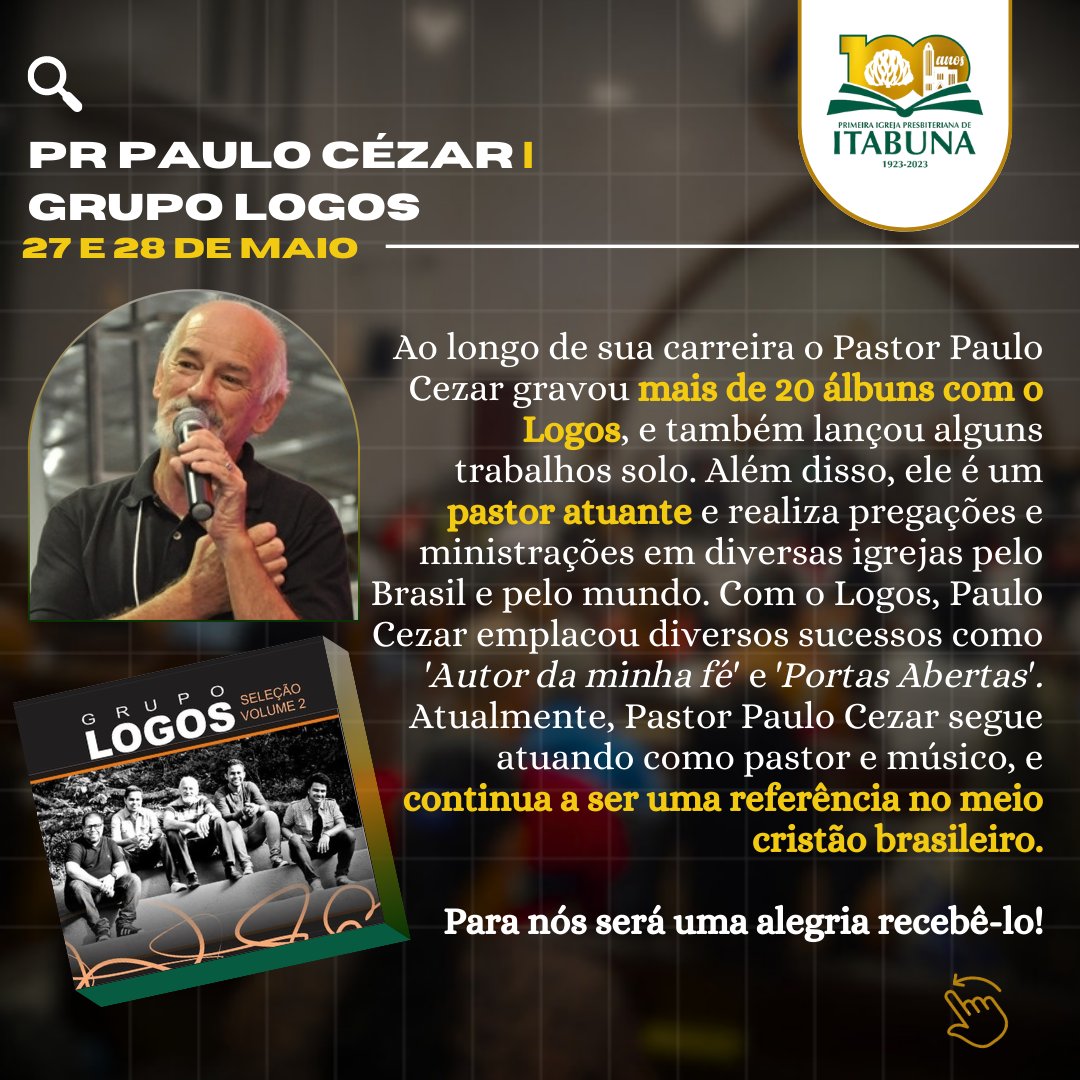 100 anos
PRIMEIRA IGREJA PRESBITERIANA DE
ITABUNA
1923-2023
PR PAULO CÉZAR |
GRUPO LOGOS
27 E 28 DE MAIO
Ao longo de sua carreira o Pastor Paulo
Cezar gravou mais de 20 álbuns com o
Logos, e também lançou alguns
trabalhos solo. Além disso, ele é um
pastor atuante e realiza pregações e
ministrações em diversas igrejas pelo
Brasil e pelo mundo. Com o Logos, Paulo
Cezar emplacou diversos sucessos como
'Autor da minha fé' e 'Portas Abertas'.
Atualmente, Pastor Paulo Cezar segue
atuando como pastor e músico, e
continua a ser uma referência no meio
cristão brasileiro.
Para nós será uma alegria recebê-lo!
GRUPO
LOGOS
SELEÇÃO
VOLUME 2